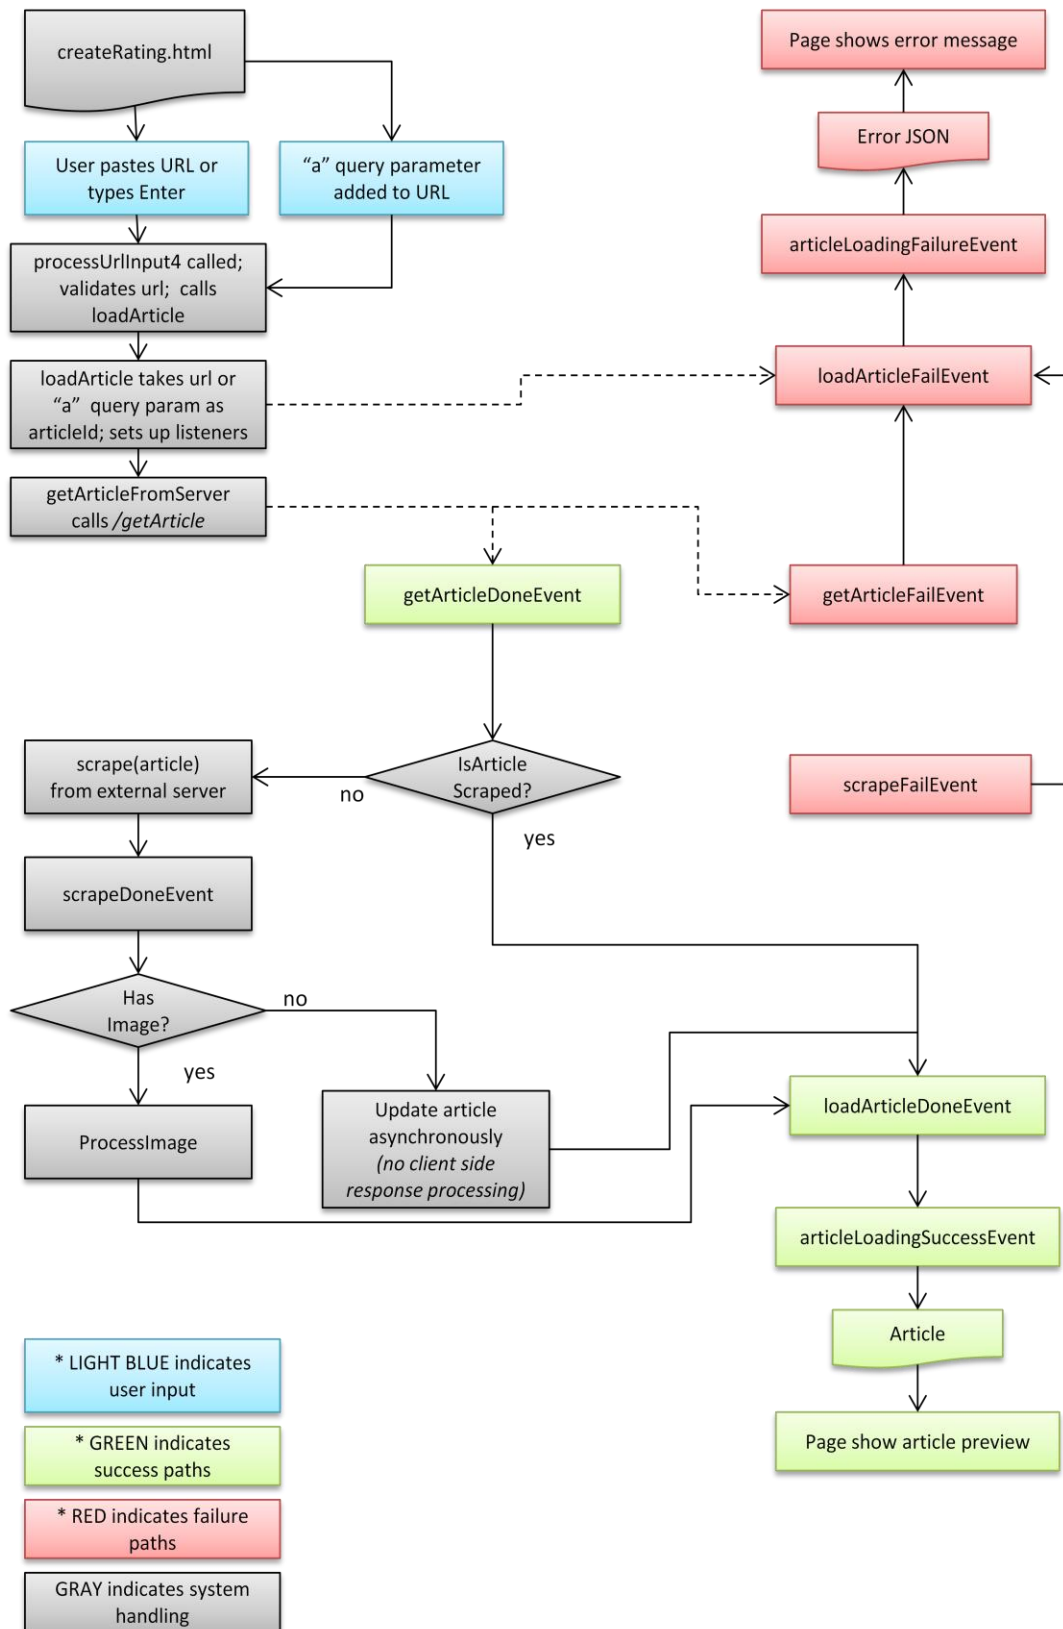 createRating.html
Page shows error message
Error JSON
User pastes URL or
types Enter
“a” query parameter
added to URL
articleLoadingFailureEvent
processUrlInput4 called;
validates url;  calls
loadArticle
loadArticle takes url or
“a”  query param as
articleId; sets up listeners
loadArticleFailEvent
getArticleFromServer
calls /getArticle
getArticleDoneEvent
getArticleFailEvent
scrape(article)
from external server
no
IsArticle
Scraped?
yes
scrapeFailEvent
scrapeDoneEvent
Has
Image?
no
yes
ProcessImage
Update article
asynchronously
(no client side
response processing)
loadArticleDoneEvent
articleLoadingSuccessEvent
Article
Page show article preview
* LIGHT BLUE indicates
user input
* GREEN indicates
success paths
* RED indicates failure
paths
GRAY indicates system
handling